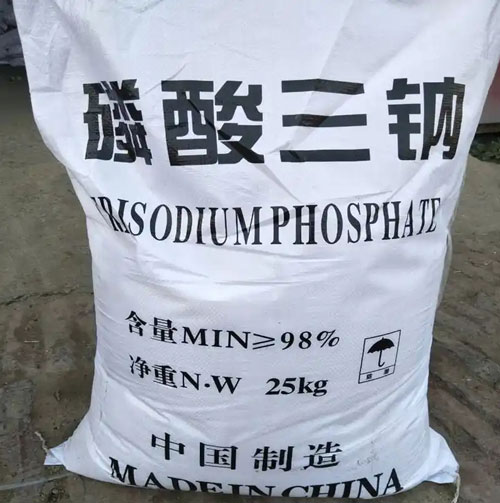 磷酸三钠
TRISODIUM PHOSPHATE
含量MIN≥98%
净重N·W 25kg
中国制造
MADE IN CHINA